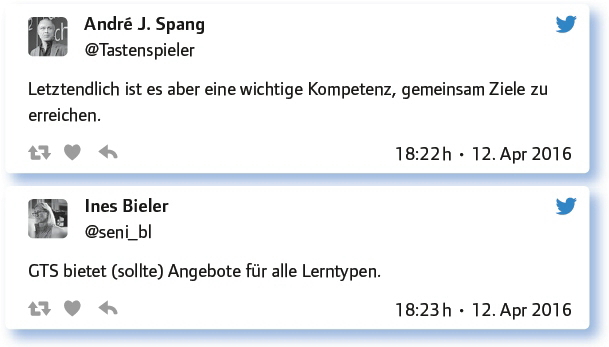 André J. Spang
@Tastenspieler
Letztendlich ist es aber eine wichtige Kompetenz, gemeinsam Ziele zu
erreichen.
18:22 h • 12. Apr 2016
Ines Bieler
@seni_bl
GTS bietet (sollte) Angebote für alle Lerntypen.
18:23 h • 12. Apr 2016